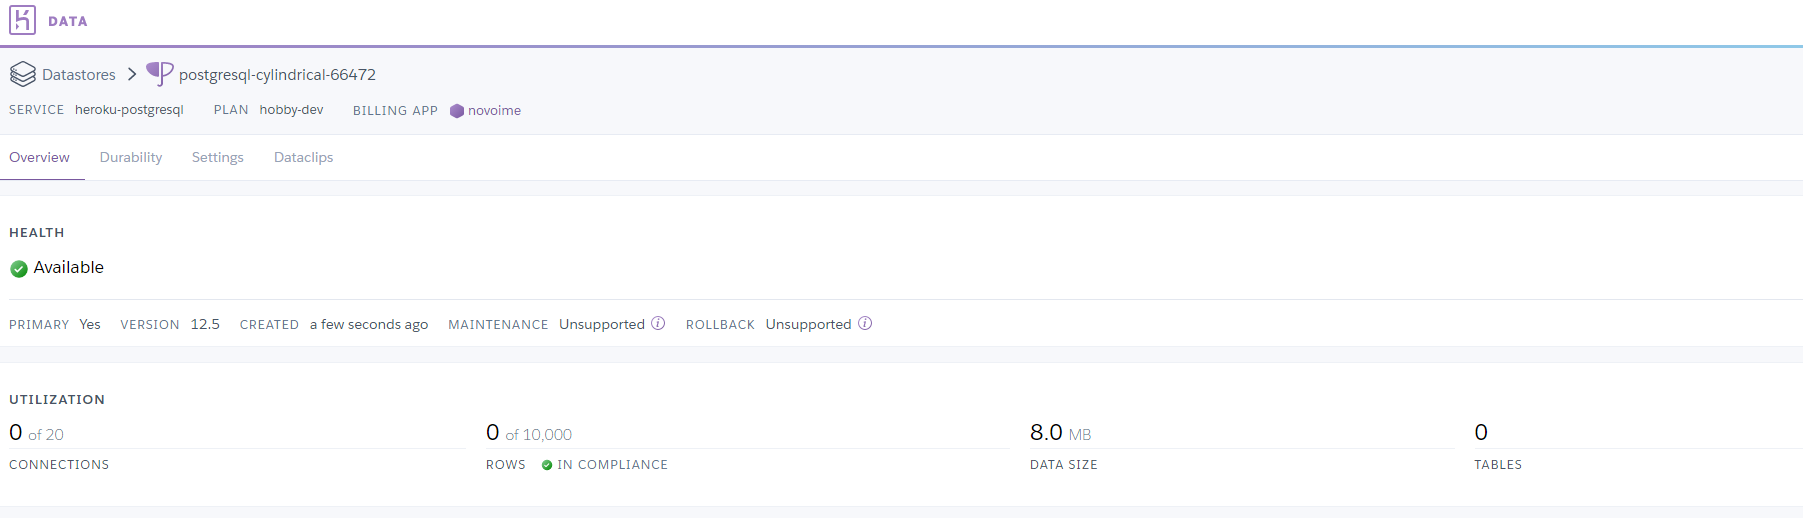 DATA
Datastores > postgresql-cylindrical-66472
SERVICE heroku-postgresql PLAN hobby-dev BILLING APP novoime
Overview Durability Settings Dataclips
HEALTH
Available
PRIMARY Yes VERSION 12.5 CREATED a few seconds ago MAINTENANCE Unsupported ROLLBACK Unsupported
UTILIZATION
0 of 20 0 of 10,000 8.0 MB 0
CONNECTIONS ROWS IN COMPLIANCE DATA SIZE TABLES